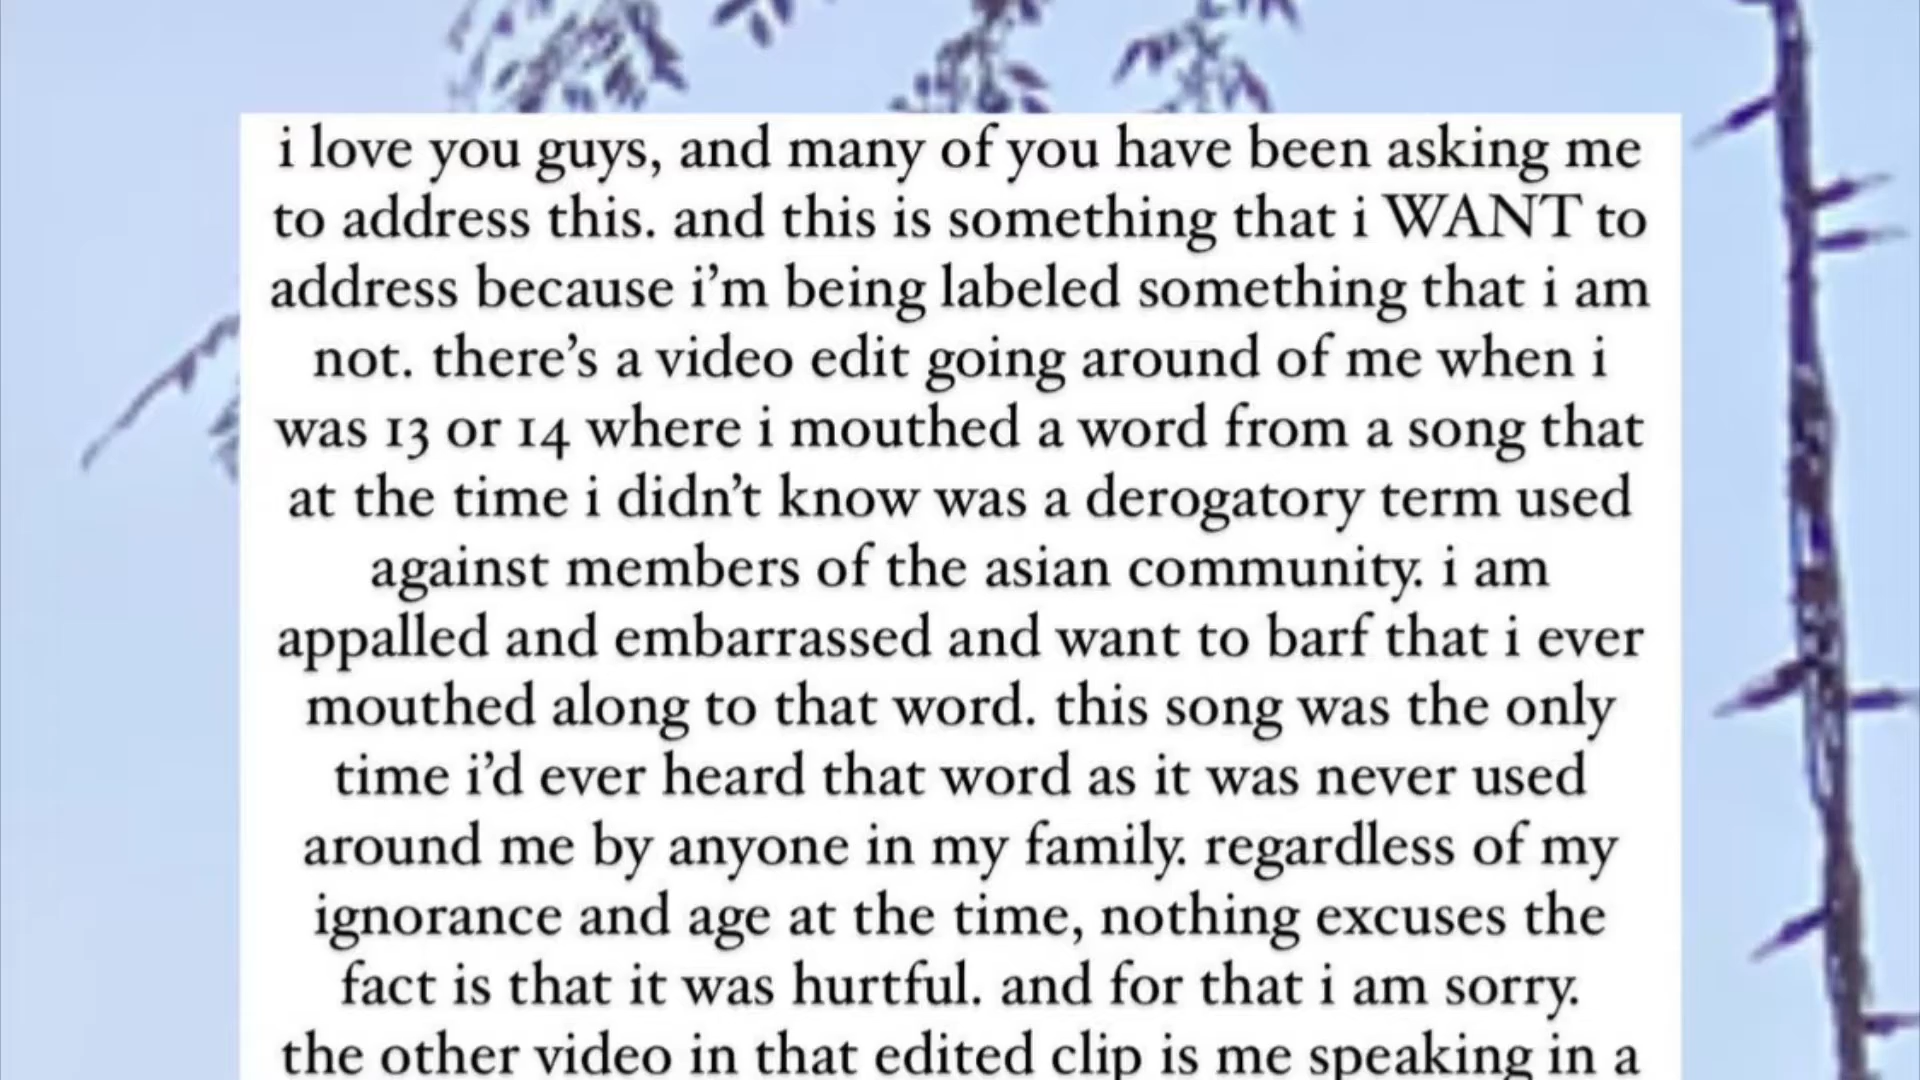 i love you guys, and many of you have been asking me
to address this. and this is something that i WANT to
address because i’m being labeled something that i am
not. there’s a video edit going around of me when i
was 13 or 14 where i mouthed a word from a song that
at the time i didn’t know was a derogatory term used
against members of the asian community. i am
appalled and embarrassed and want to barf that i ever
mouthed along to that word. this song was the only
time i’d ever heard that word as it was never used
around me by anyone in my family. regardless of my
ignorance and age at the time, nothing excuses the
fact is that it was hurtful. and for that i am sorry.
the other video in that edited clip is me speaking in a